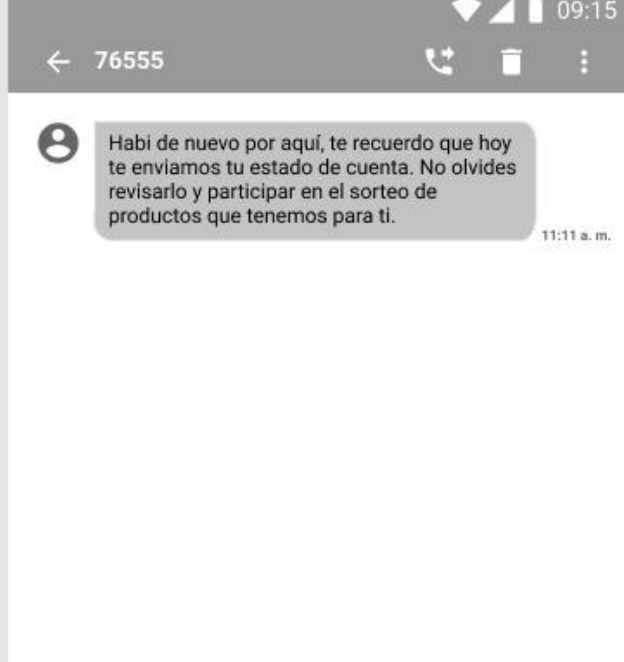 09:15
76555
Habi de nuevo por aquí, te recuerdo que hoy
te enviamos tu estado de cuenta. No olvides
revisarlo y participar en el sorteo de
productos que tenemos para ti.
11:11 a. m.